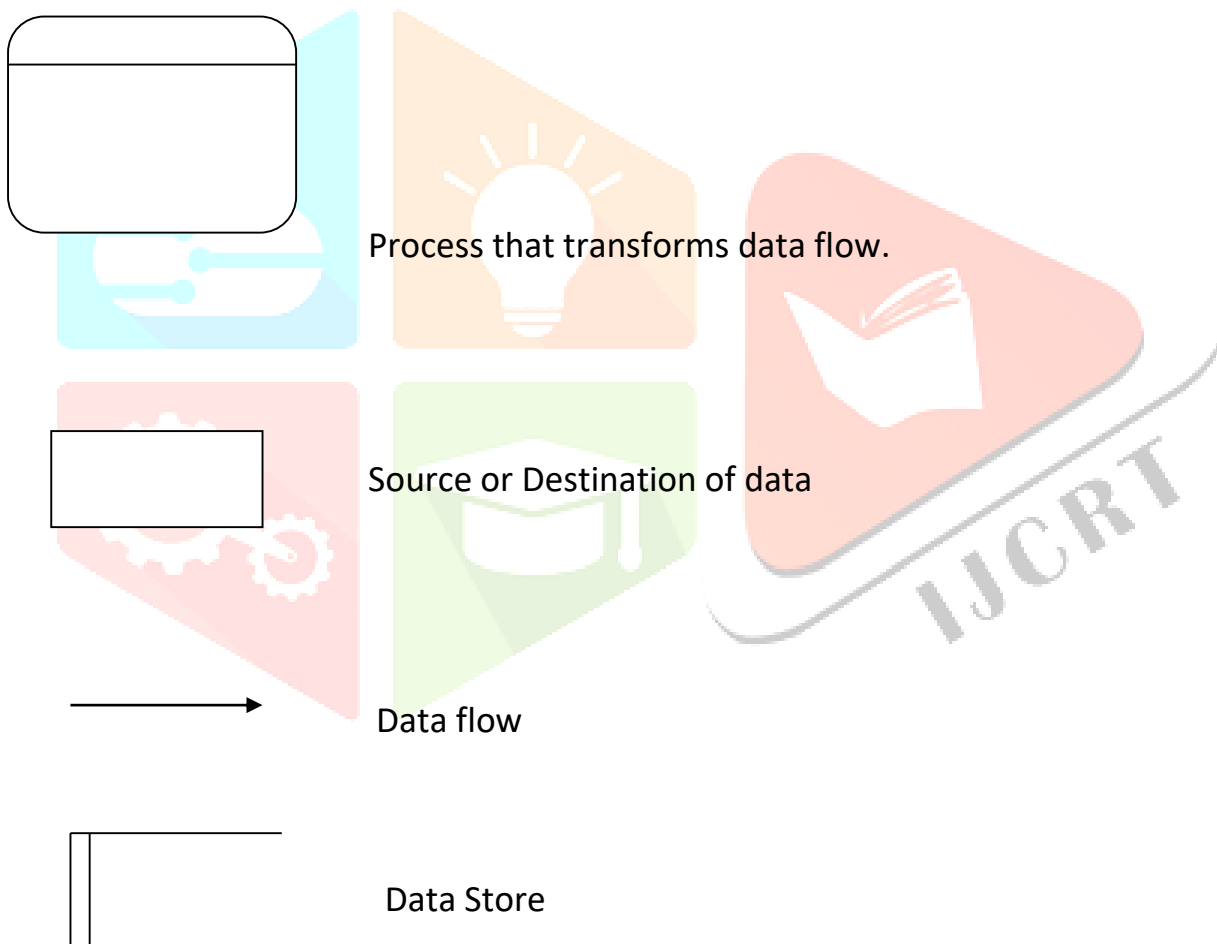 Process that transforms data flow.
Source or Destination of data
IJCRT
Data flow
Data Store